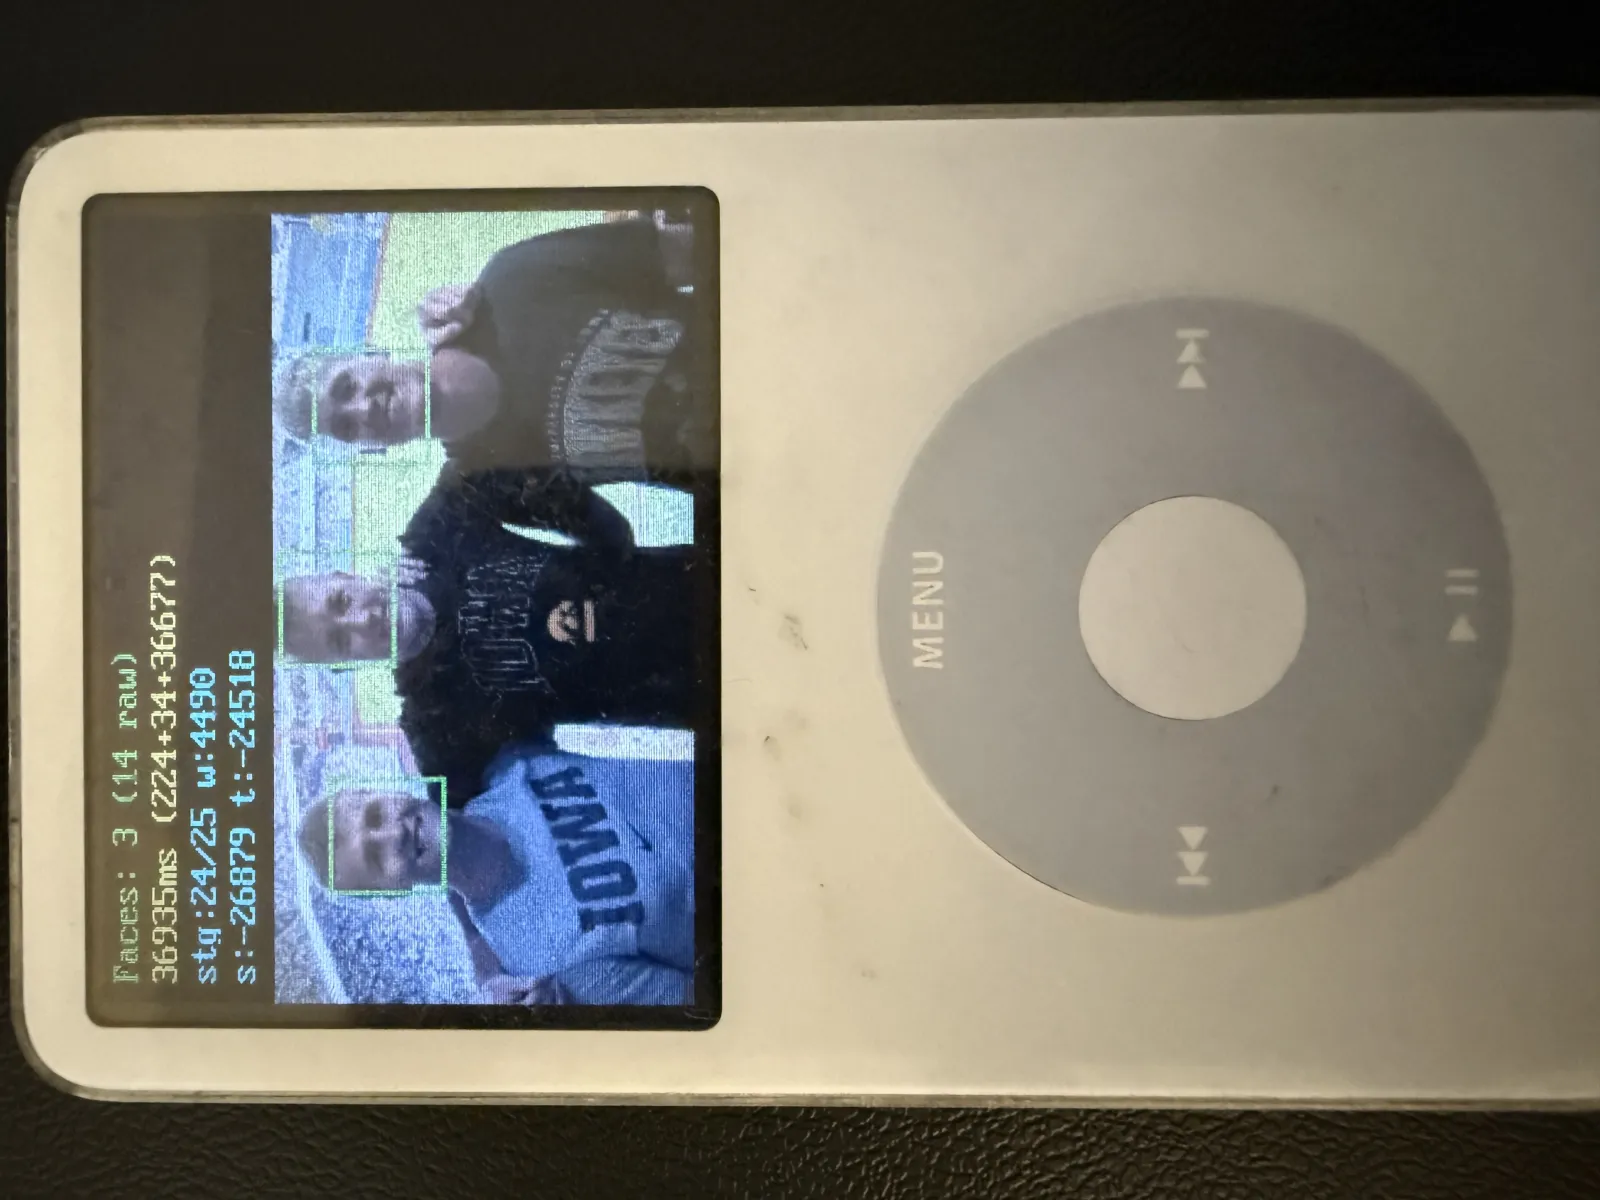 Faces: 3 (14 raw)
36935ms (224+34+36677)
stg:24/25 w:4490
s:-26879 t:-24518
IOWA
IOWA
MENU